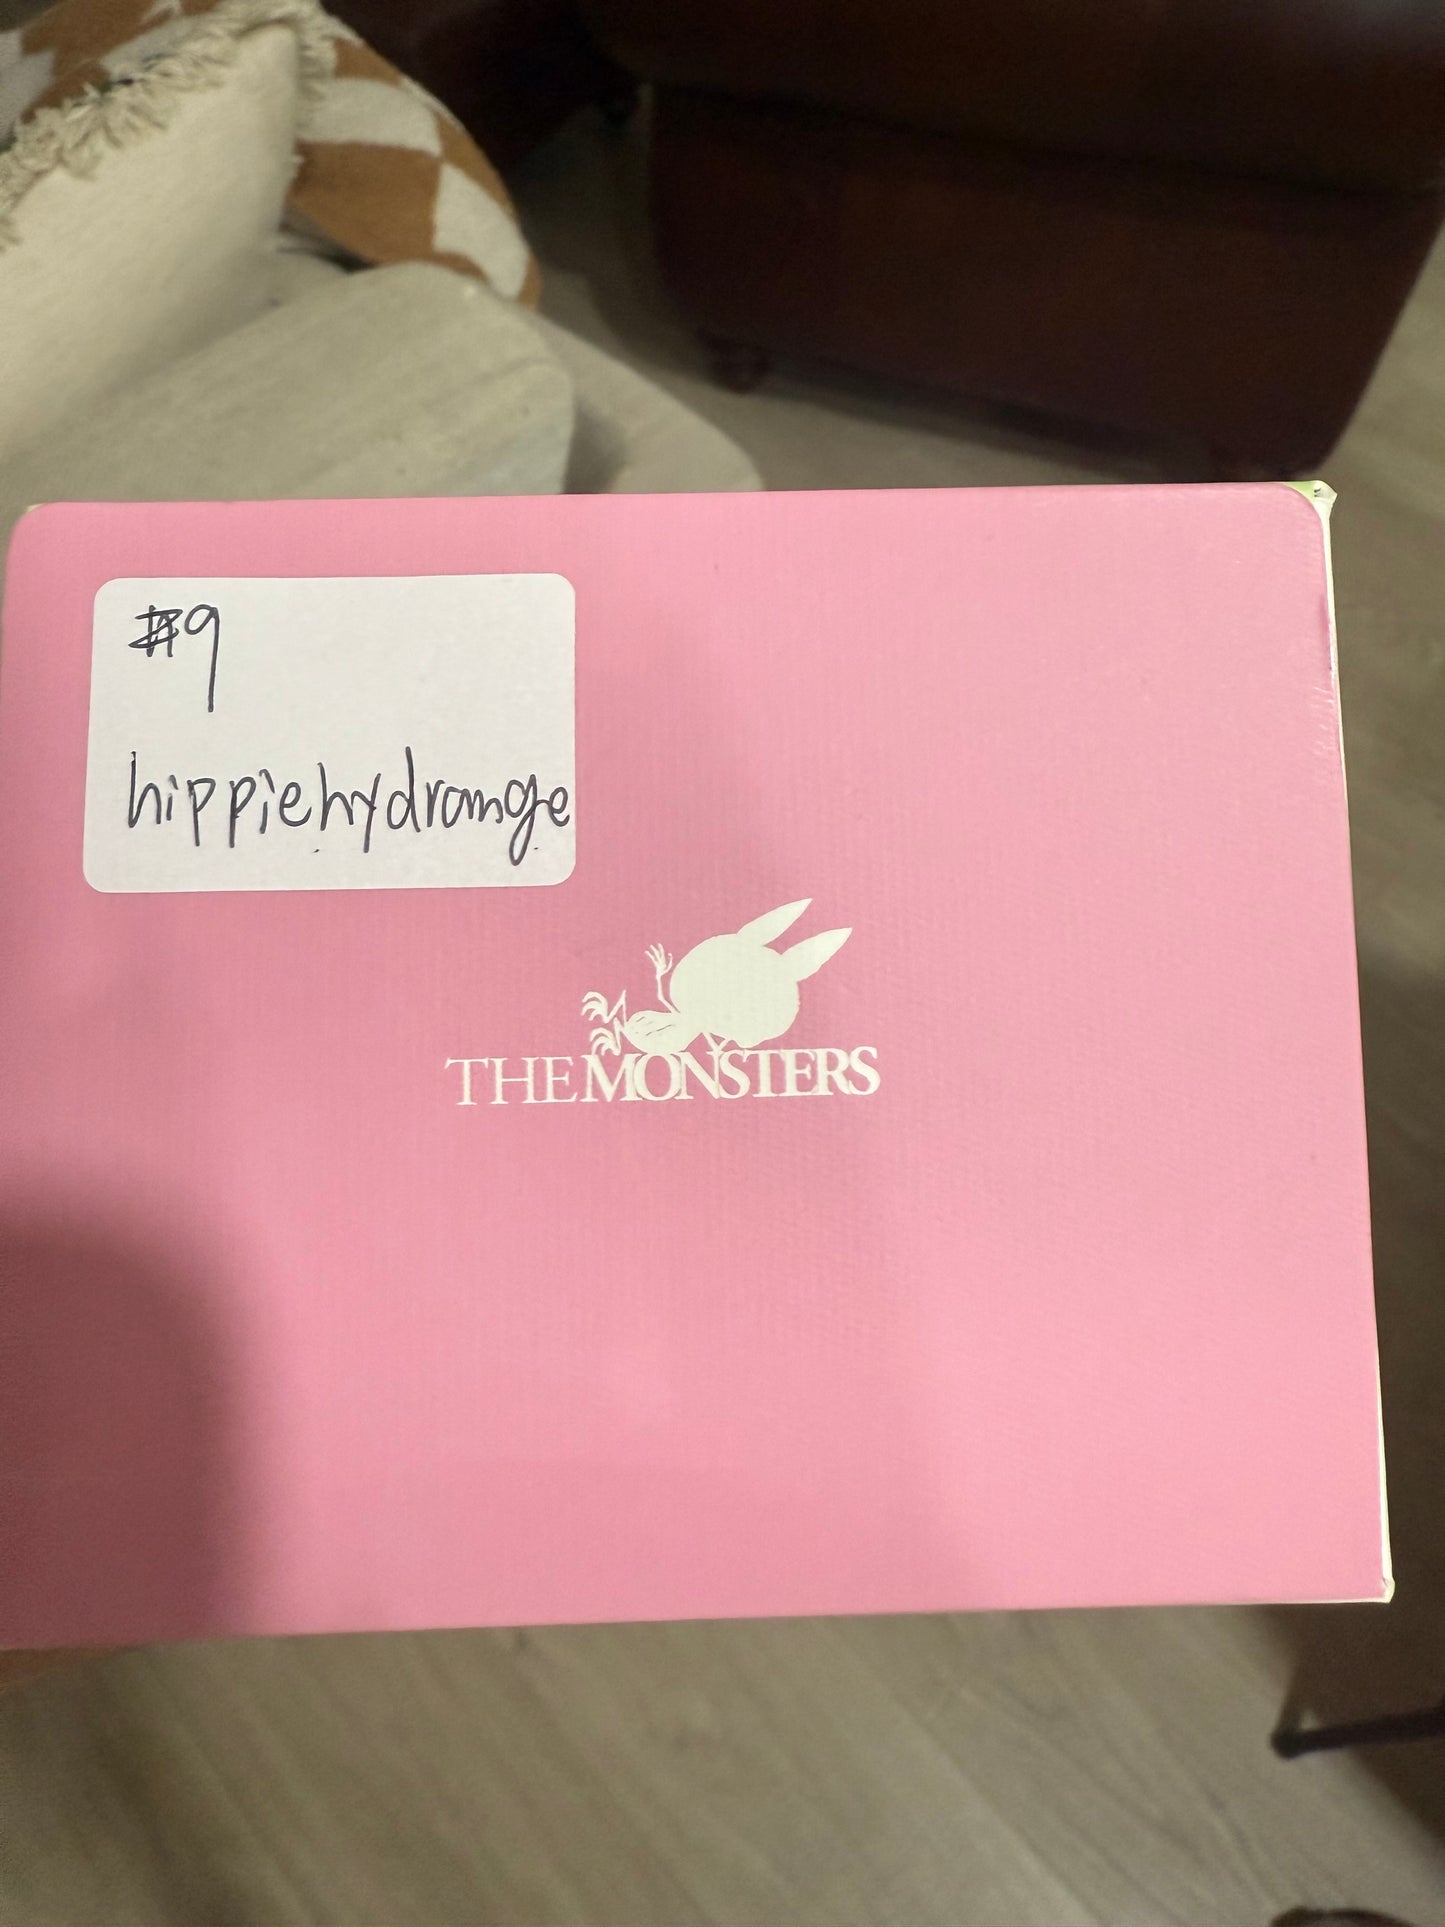 #9
hippiehydrange
THE MONSTERS